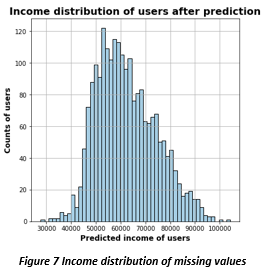 Income distribution of users after prediction
120
100
80
60
40
20
0
Counts of users
30000 40000 50000 60000 70000 80000 90000 100000
Predicted income of users
Figure 7 Income distribution of missing values